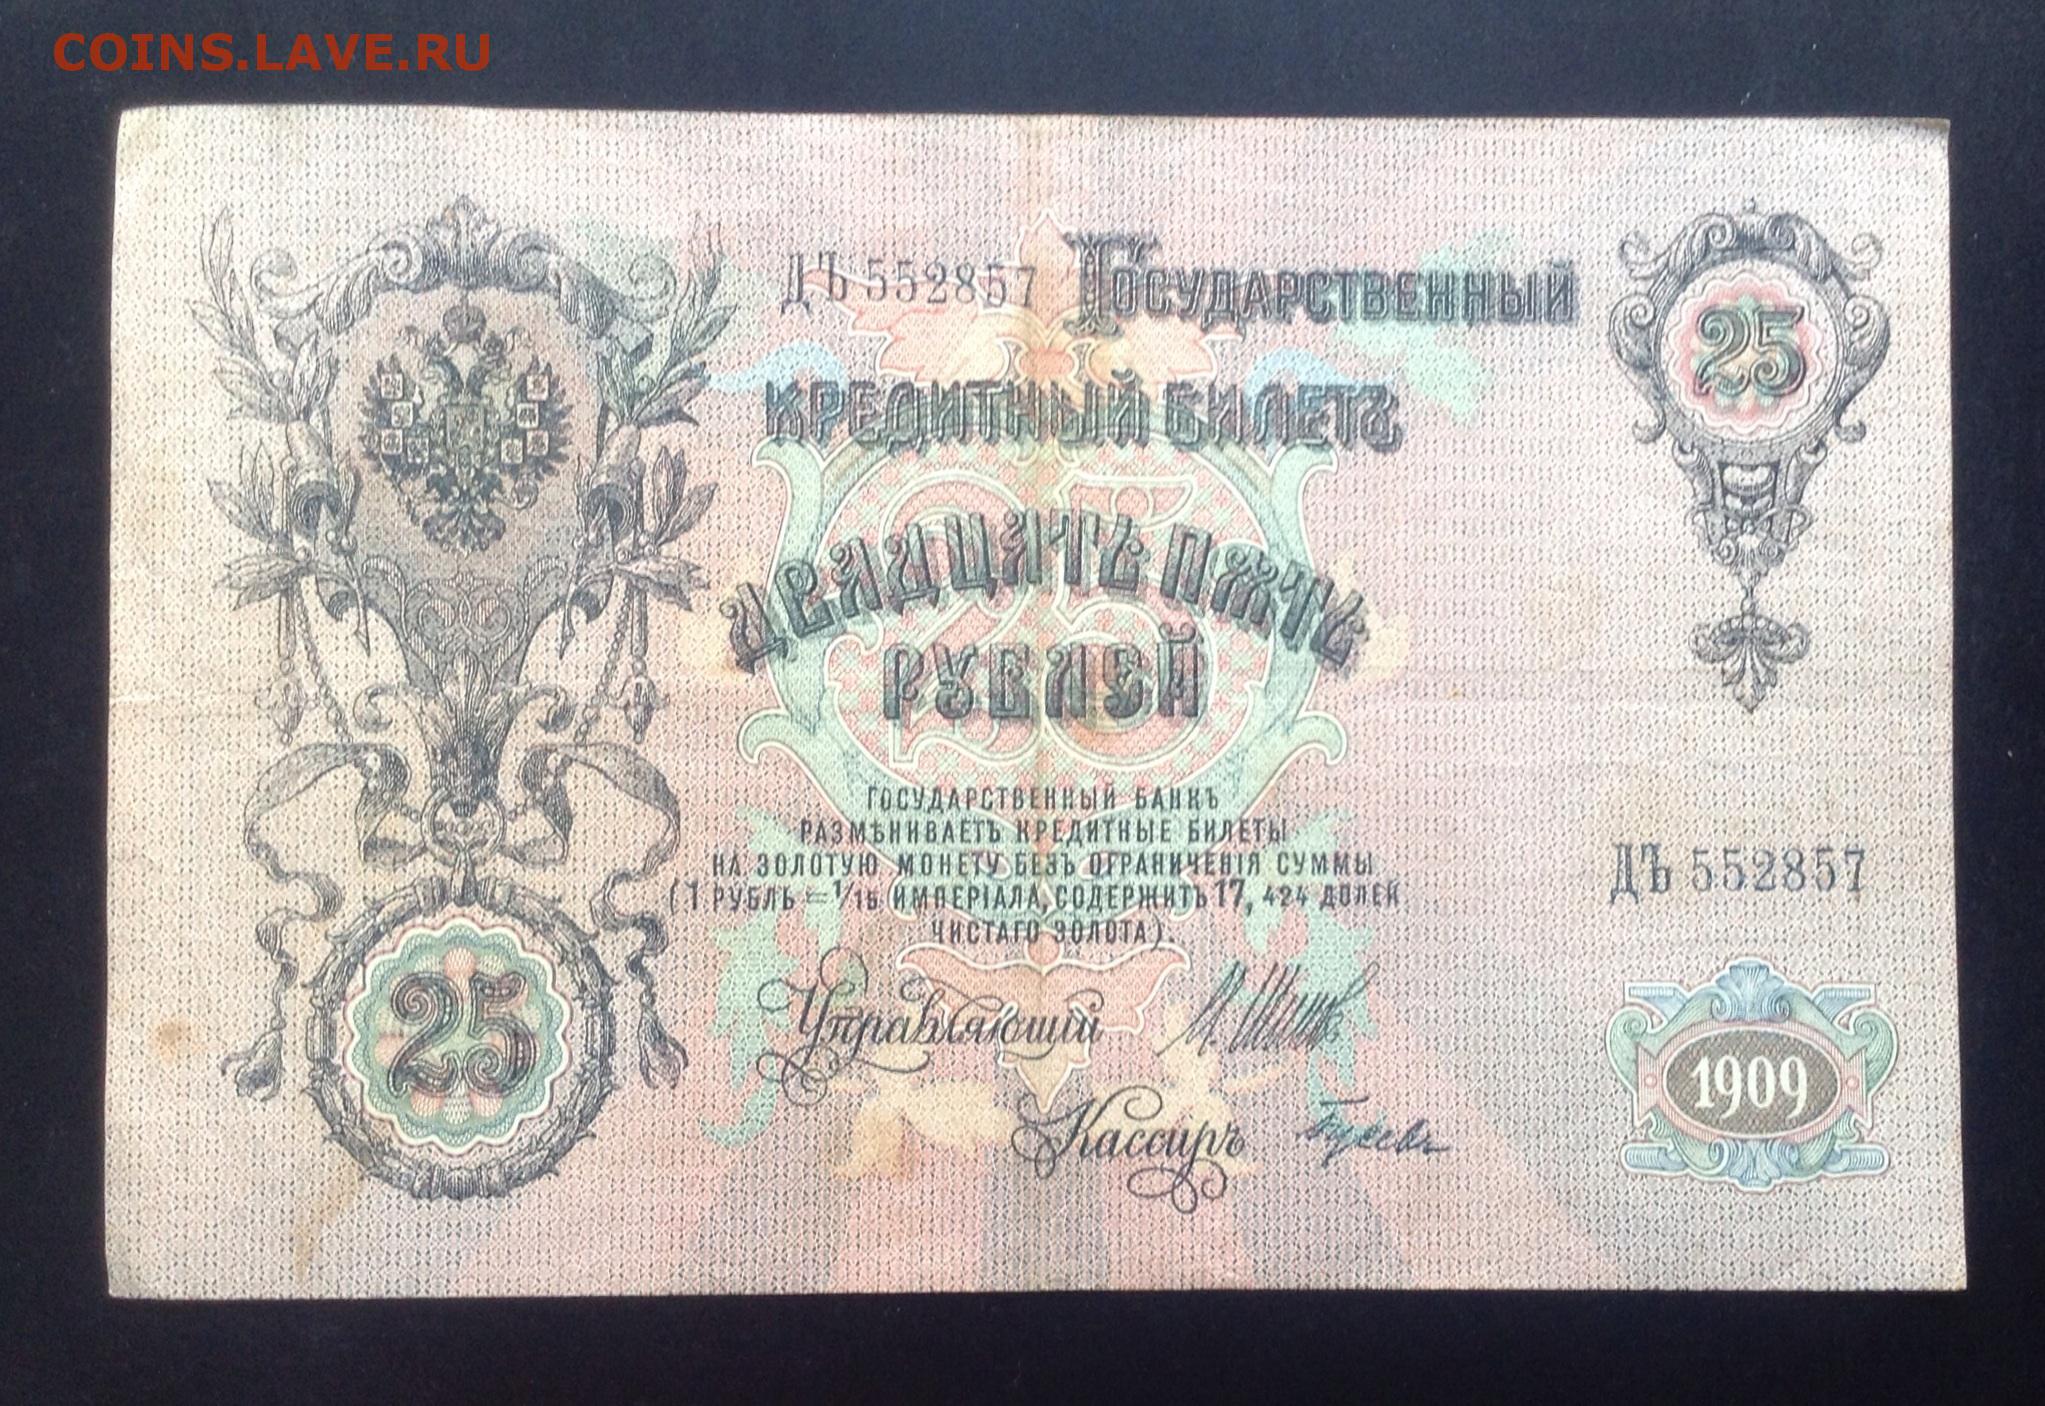 COINS.LAVE.RU
ДЪ 552857 ГОСУДАРСТВЕННЫЙ
25
КРЕДИТНЫЙ БИЛЕТЪ
25
ДВАДЦАТЬ ПЯТЬ
РУБЛЕЙ
ГОСУДАРСТВЕННЫЙ БАНКЪ
РАЗМѢНИВАЕТЪ КРЕДИТНЫЕ БИЛЕТЫ
НА ЗОЛОТУЮ МОНЕТУ БЕЗЪ ОГРАНИЧЕНІЯ СУММЫ
(1 РУБЛЬ = 1/15 ИМПЕРІАЛА, СОДЕРЖИТЪ 17, 424 ДОЛЕЙ
ЧИСТАГО ЗОЛОТА).
ДЪ 552857
25
Управляющій И. Шипов
Кассиръ
1909